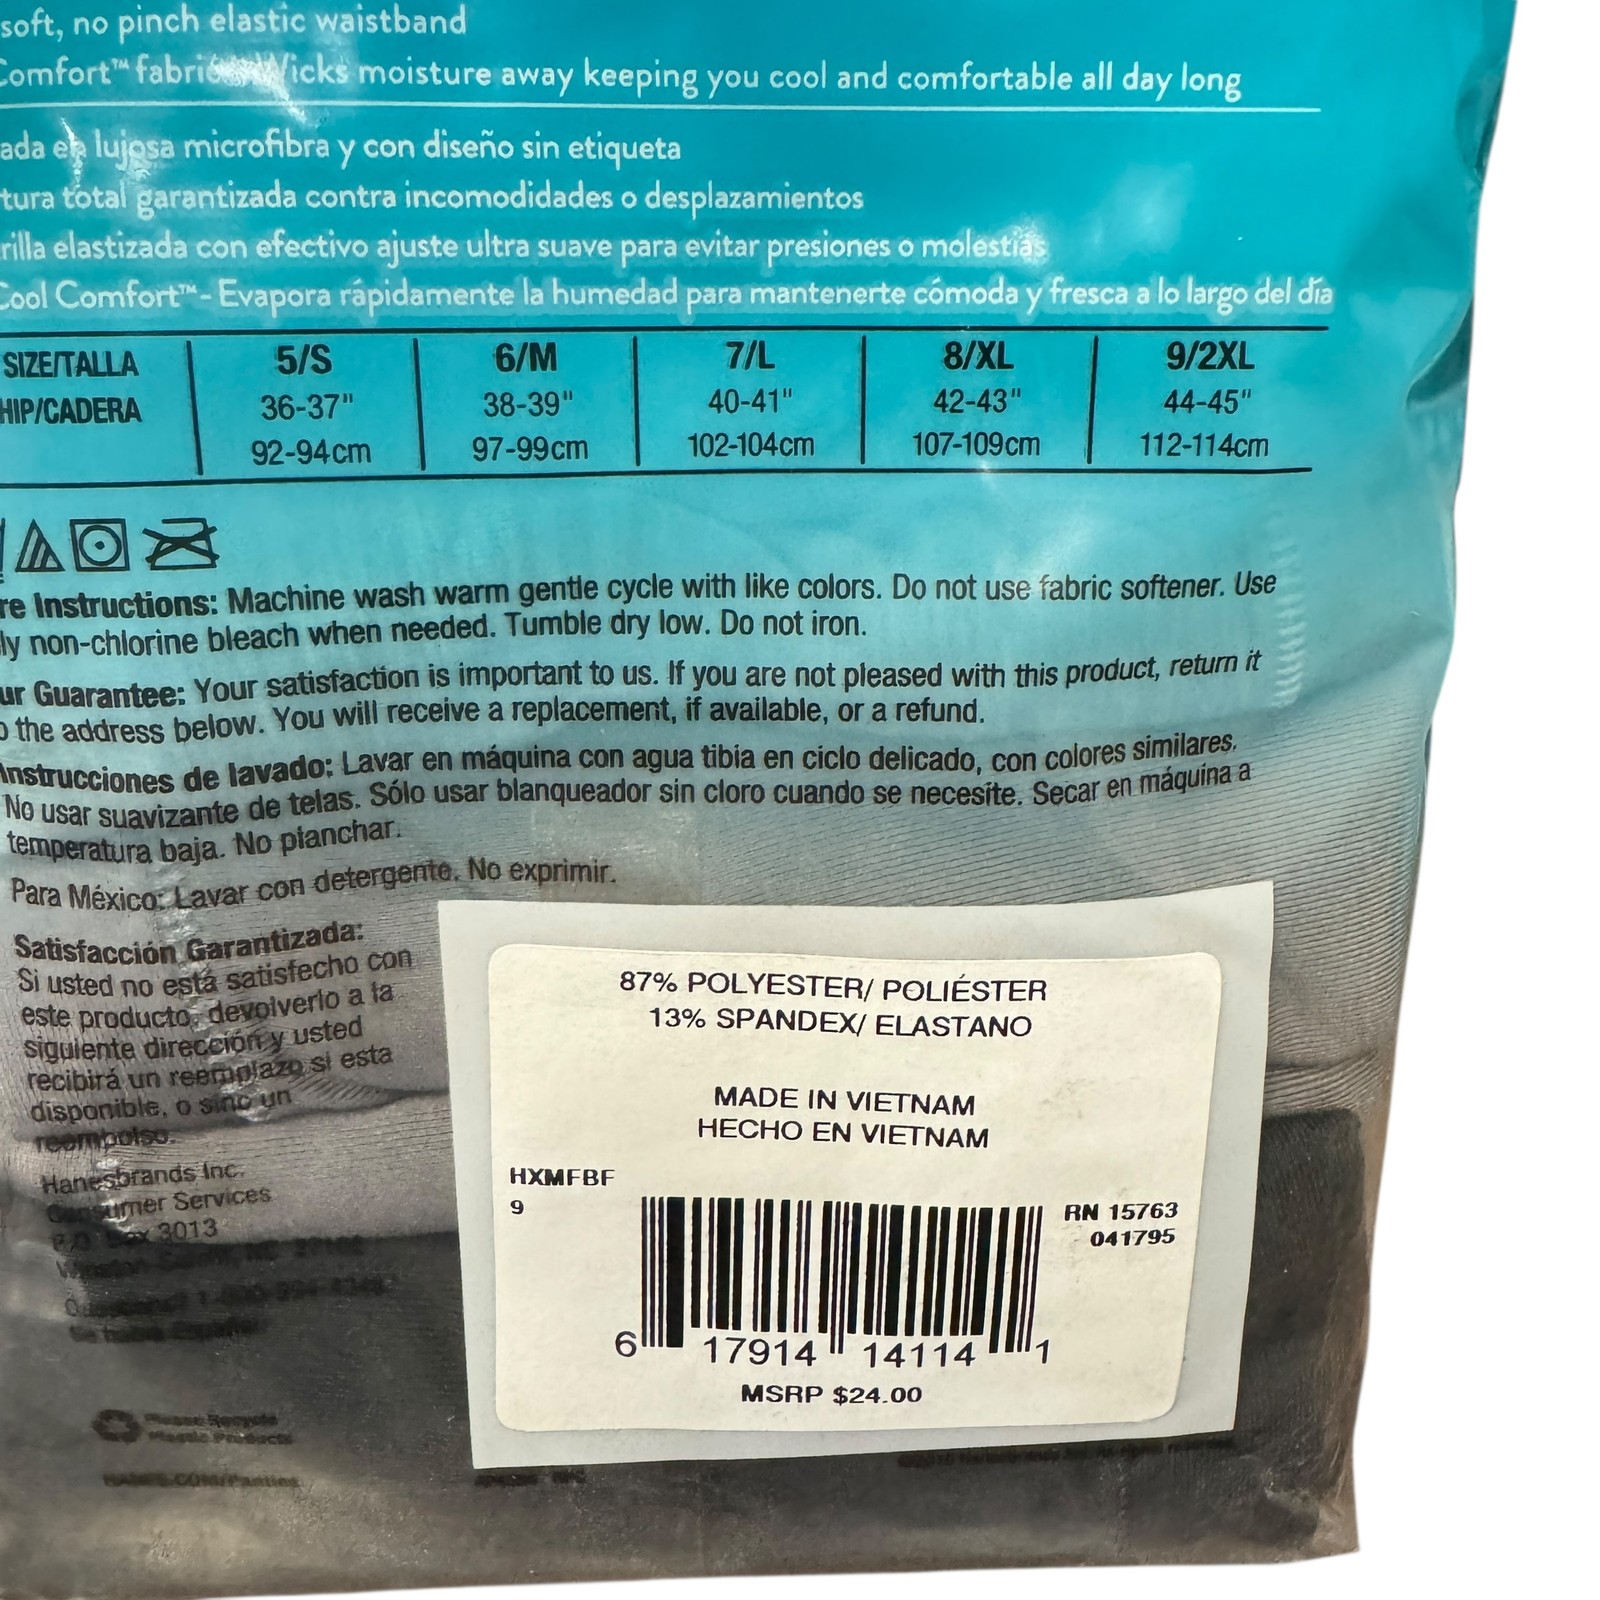 soft, no pinch elastic waistband
Comfort™ fabric Wicks moisture away keeping you cool and comfortable all day long
ada en lujosa microfibra y con diseño sin etiqueta
tura total garantizada contra incomodidades o desplazamientos
rilla elastizada con efectivo ajuste ultra suave para evitar presiones o molestias
Cool Comfort™ - Evapora rápidamente la humedad para mantenerte cómoda y fresca a lo largo del día
SIZE/TALLA 5/S 6/M 7/L 8/XL 9/2XL
HIP/CADERA 36-37" 38-39" 40-41" 42-43" 44-45"
92-94cm 97-99cm 102-104cm 107-109cm 112-114cm
re Instructions: Machine wash warm gentle cycle with like colors. Do not use fabric softener. Use
ly non-chlorine bleach when needed. Tumble dry low. Do not iron.
ur Guarantee: Your satisfaction is important to us. If you are not pleased with this product, return it
o the address below. You will receive a replacement, if available, or a refund.
Instrucciones de lavado: Lavar en máquina con agua tibia en ciclo delicado, con colores similares.
No usar suavizante de telas. Sólo usar blanqueador sin cloro cuando se necesite. Secar en máquina a
temperatura baja. No planchar.
Para México: Lavar con detergente. No exprimir.
Satisfacción Garantizada:
Si usted no está satisfecho con
este producto, devolverlo a la
siguiente dirección y usted
recibirá un reemplazo si esta
disponible, o sino un
reembolso.
Hanesbrands Inc.
Consumer Services
P.O. Box 3013
Please Recycle
Plastic Products
HANES.COM/Panties
87% POLYESTER/ POLIÉSTER
13% SPANDEX/ ELASTANO
MADE IN VIETNAM
HECHO EN VIETNAM
HXMFBF
9
RN 15763
041795
6 17914 14114 1
MSRP $24.00